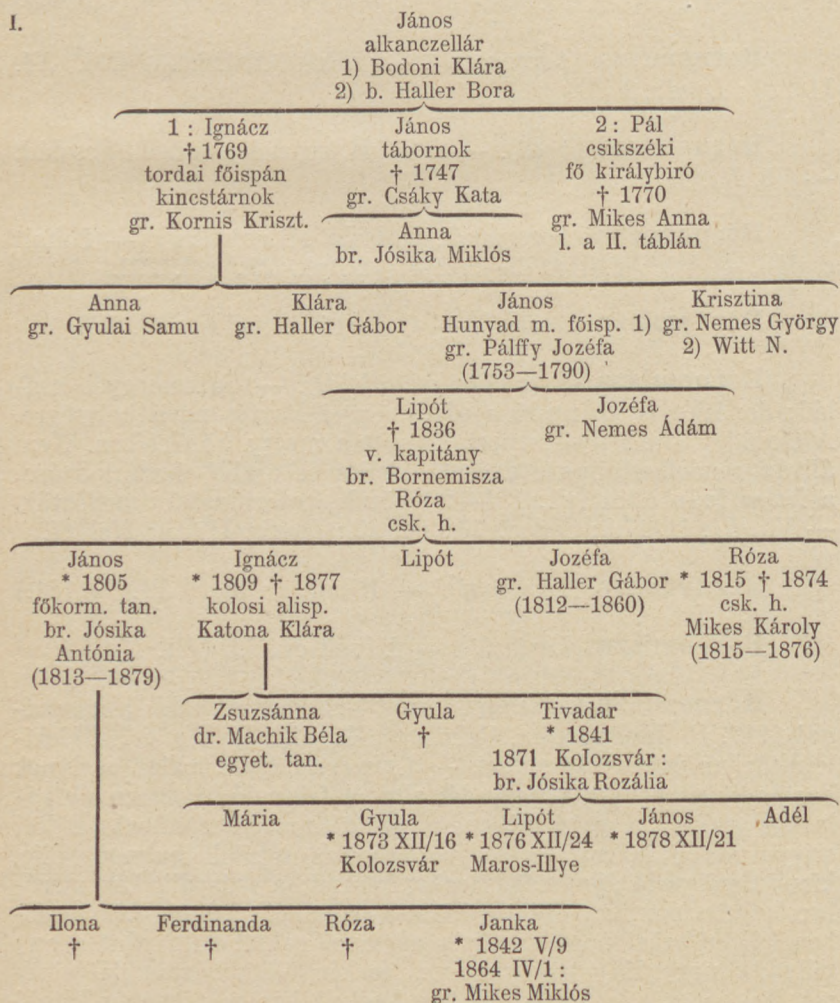 I.
János
alkanczellár
1) Bodoni Klára
2) b. Haller Bora
1 : Ignácz
† 1769
tordai főispán
kincstárnok
gr. Kornis Kriszt.
János
tábornok
† 1747
gr. Csáky Kata
2 : Pál
csikszéki
fő királybiró
† 1770
gr. Mikes Anna
l. a II. táblán
Anna
br. Jósika Miklós
Anna
gr. Gyulai Samu
Klára
gr. Haller Gábor
János
Hunyad m. főisp.
gr. Pálffy Jozéfa
(1753—1790)
Krisztina
1) gr. Nemes György
2) Witt N.
Lipót
† 1836
v. kapitány
br. Bornemisza
Róza
csk. h.
Jozéfa
gr. Nemes Ádám
János
* 1805
főkorm. tan.
br. Jósika
Antónia
(1813—1879)
Ignácz
* 1809 † 1877
kolosi alisp.
Katona Klára
Lipót
Jozéfa
gr. Haller Gábor
(1812—1860)
Róza
* 1815 † 1874
csk. h.
Mikes Károly
(1815—1876)
Zsuzsánna
dr. Machik Béla
egyet. tan.
Gyula
†
Tivadar
* 1841
1871 Kolozsvár :
br. Jósika Rozália
Mária
Gyula
* 1873 XII/16
Kolozsvár
Lipót
* 1876 XII/24
Maros-Illye
János
* 1878 XII/21
Adél
Ilona
†
Ferdinanda
†
Róza
†
Janka
* 1842 V/9
1864 IV/1 :
gr. Mikes Miklós